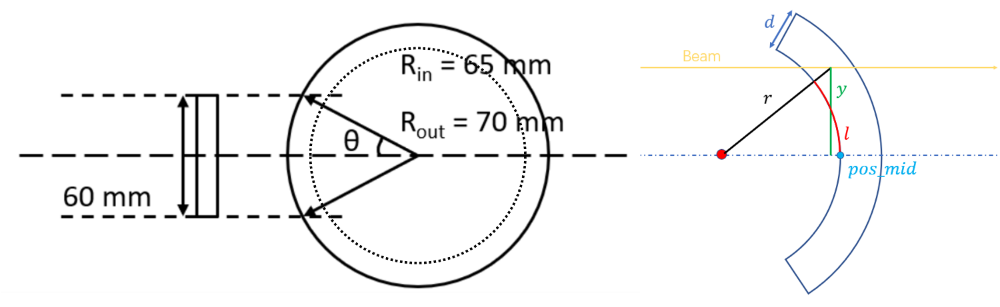 R_in = 65 mm
R_out = 70 mm
θ
60 mm
d
Beam
y
r
l
pos_mid